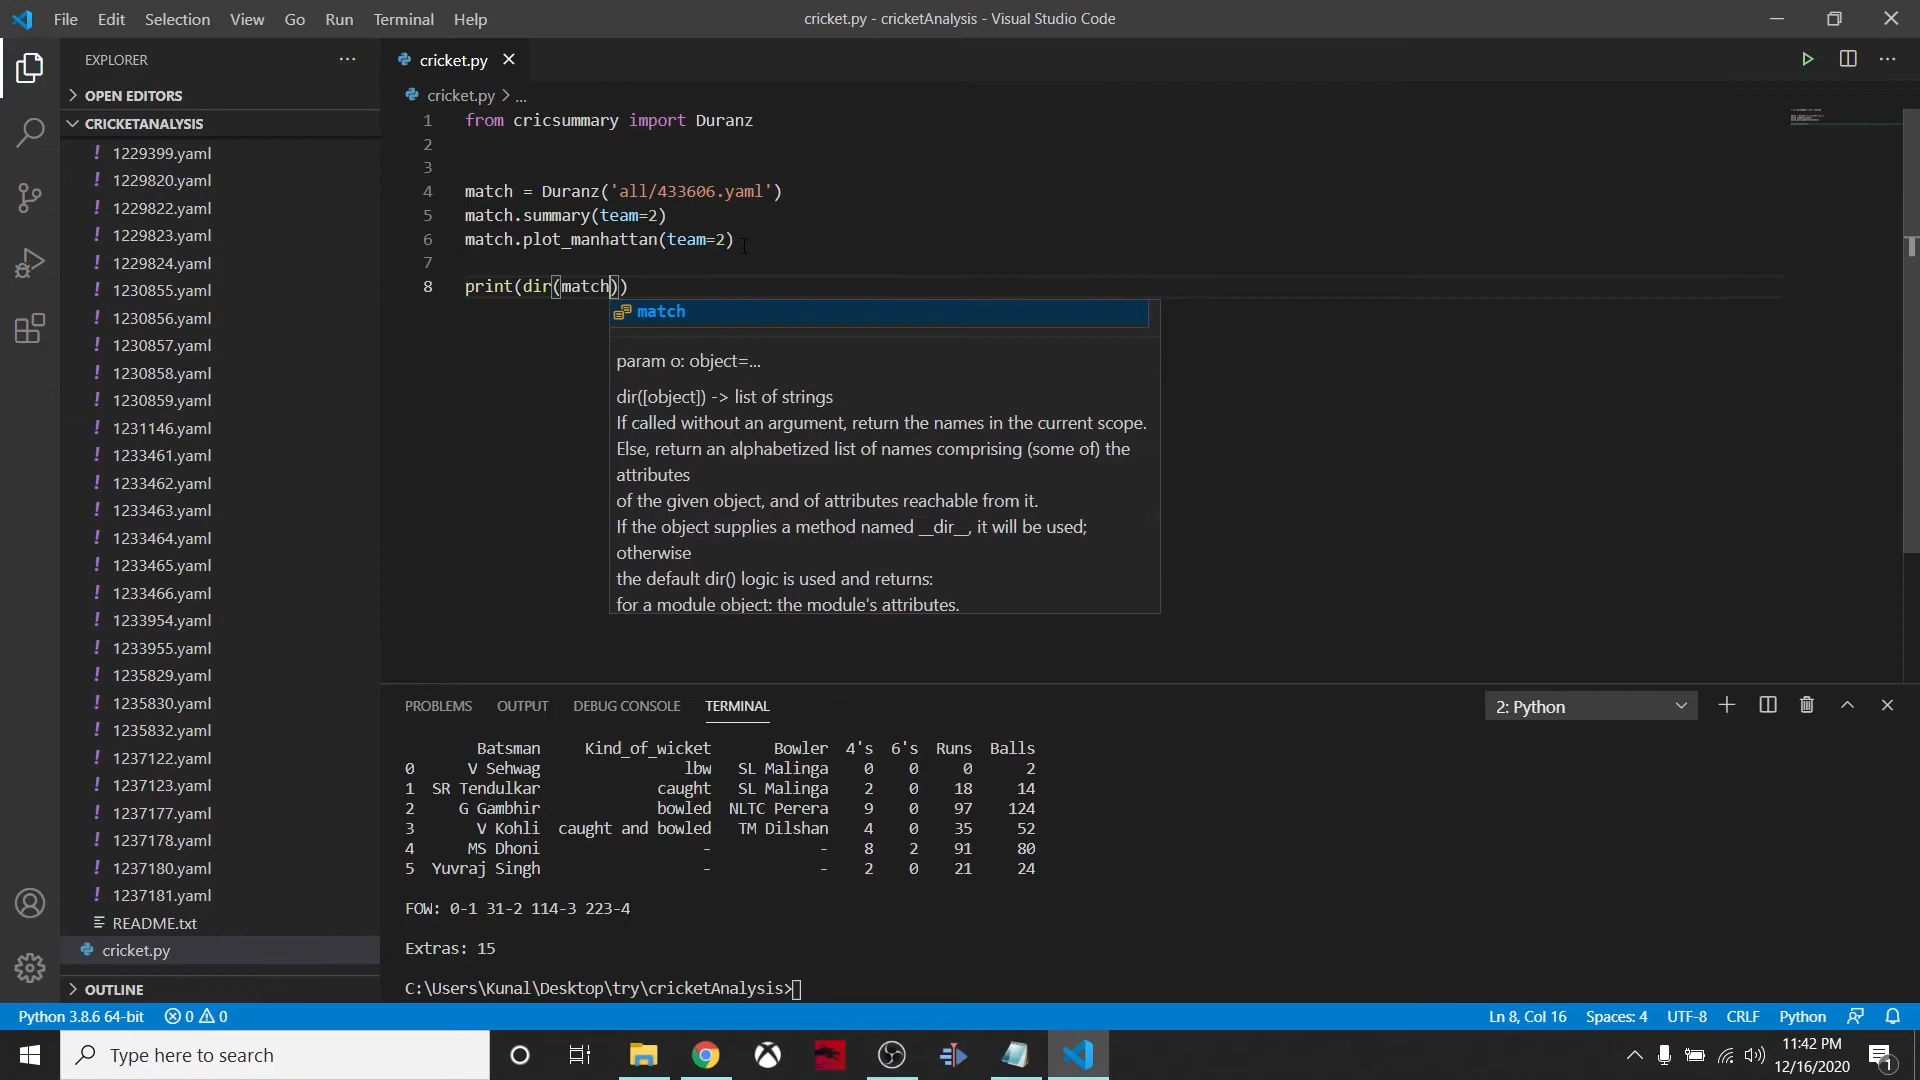 File Edit Selection View Go Run Terminal Help
cricket.py - cricketAnalysis - Visual Studio Code
EXPLORER
OPEN EDITORS
CRICKETANALYSIS
! 1229399.yaml
! 1229820.yaml
! 1229822.yaml
! 1229823.yaml
! 1229824.yaml
! 1230855.yaml
! 1230856.yaml
! 1230857.yaml
! 1230858.yaml
! 1230859.yaml
! 1231146.yaml
! 1233461.yaml
! 1233462.yaml
! 1233463.yaml
! 1233464.yaml
! 1233465.yaml
! 1233466.yaml
! 1233954.yaml
! 1233955.yaml
! 1235829.yaml
! 1235830.yaml
! 1235832.yaml
! 1237122.yaml
! 1237123.yaml
! 1237177.yaml
! 1237178.yaml
! 1237180.yaml
! 1237181.yaml
README.txt
cricket.py
OUTLINE
cricket.py
cricket.py > ...
1 from cricsummary import Duranz
2
3
4 match = Duranz('all/433606.yaml')
5 match.summary(team=2)
6 match.plot_manhattan(team=2)
7
8 print(dir(match))
match
param o: object=...
dir([object]) -> list of strings
If called without an argument, return the names in the current scope.
Else, return an alphabetized list of names comprising (some of) the
attributes
of the given object, and of attributes reachable from it.
If the object supplies a method named __dir__, it will be used;
otherwise
the default dir() logic is used and returns:
for a module object: the module's attributes.
PROBLEMS OUTPUT DEBUG CONSOLE TERMINAL
2: Python
Batsman Kind_of_wicket Bowler 4's 6's Runs Balls
0 V Sehwag lbw SL Malinga 0 0 0 2
1 SR Tendulkar caught SL Malinga 2 0 18 14
2 G Gambhir bowled NLTC Perera 9 0 97 124
3 V Kohli caught and bowled TM Dilshan 4 0 35 52
4 MS Dhoni - - 8 2 91 80
5 Yuvraj Singh - - 2 0 21 24
FOW: 0-1 31-2 114-3 223-4
Extras: 15
C:\Users\Kunal\Desktop\try\cricketAnalysis>
Python 3.8.6 64-bit 0 0
Ln 8, Col 16 Spaces: 4 UTF-8 CRLF Python
Type here to search
11:42 PM
12/16/2020
1